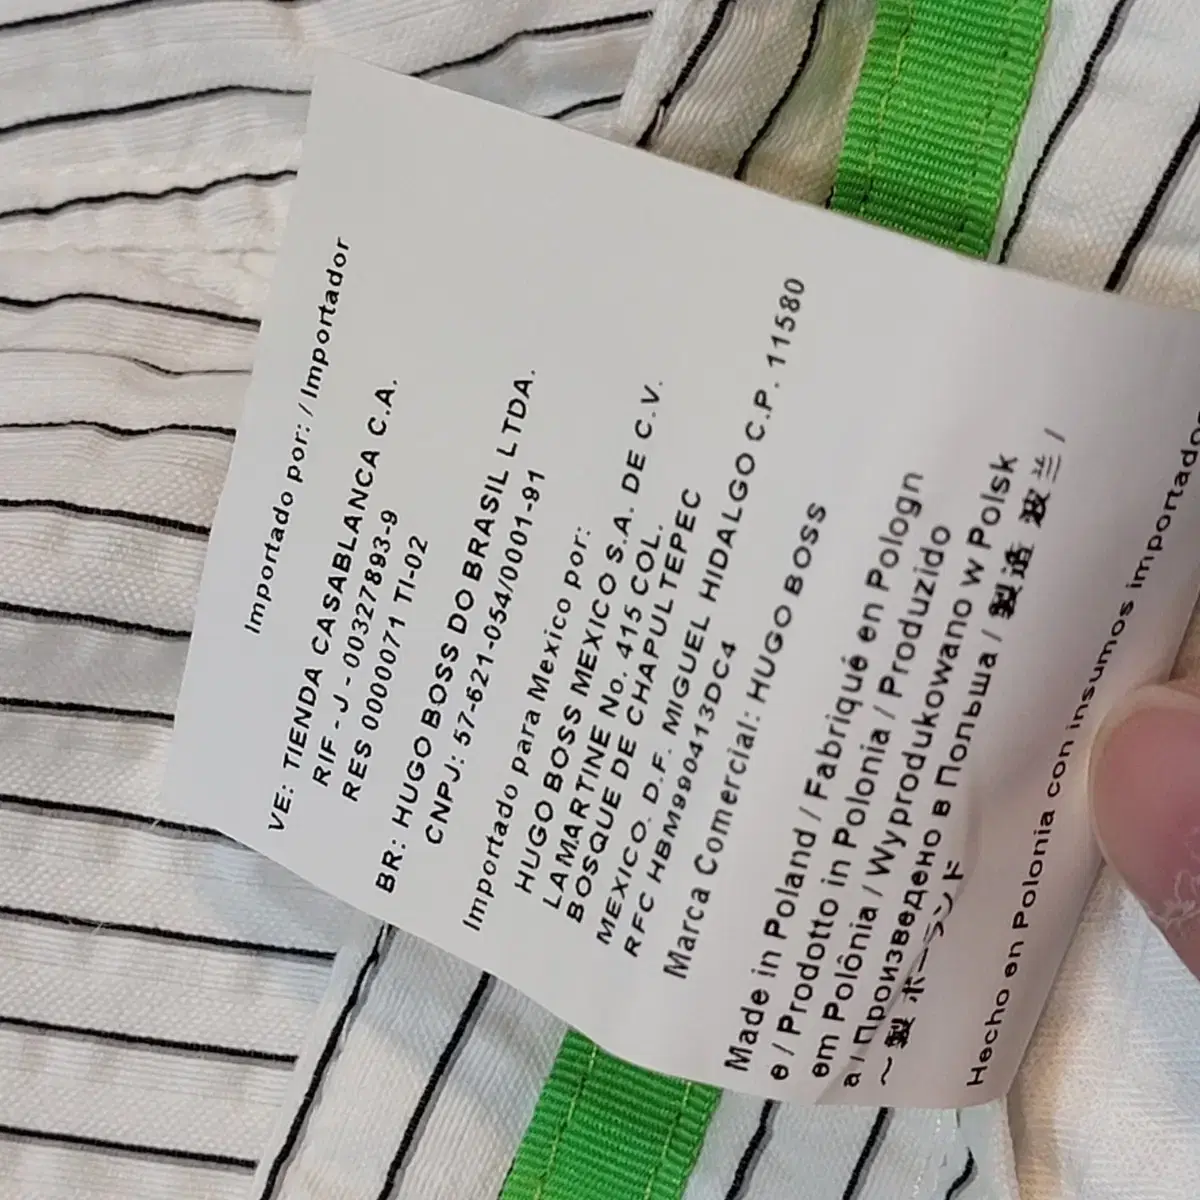 Importado por: / Importador
VE: TIENDA CASABLANCA C.A.
RIF - J - 00327893-9
RES 0000071 TI-02
BR: HUGO BOSS DO BRASIL LTDA.
CNPJ: 57-621-054/0001-91
Importado para Mexico por:
HUGO BOSS MEXICO S.A. DE C.V.
LAMARTINE No. 415 COL.
BOSQUE DE CHAPULTEPEC
MEXICO. D.F. MIGUEL HIDALGO C.P. 11580
RFC HBM990413DC4
Marca Comercial: HUGO BOSS
Made in Poland / Fabriqué en Pologn
e / Prodotto in Polonia / Produzido
em Polônia / Wyprodukowano w Polsk
a / Произведено в Польша / 製造 波兰 /
～製 ポーランド
Hecho en Polonia con insumos importado